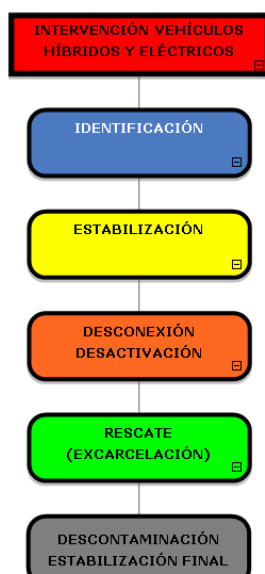 INTERVENCIÓN VEHÍCULOS
HÍBRIDOS Y ELÉCTRICOS
IDENTIFICACIÓN
ESTABILIZACIÓN
DESCONEXIÓN
DESACTIVACIÓN
RESCATE
(EXCARCELACIÓN)
DESCONTAMINACIÓN
ESTABILIZACIÓN FINAL